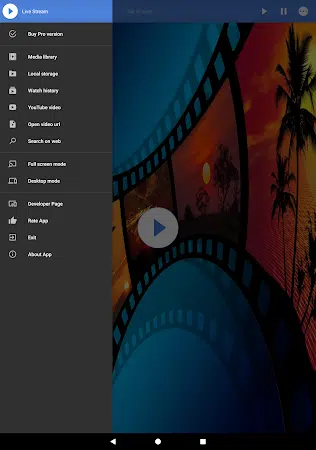 Live Stream
Buy Pro version
Media library
Local storage
Watch history
YouTube video
Open video url
Search on web
Full screen mode
Desktop mode
Developer Page
Rate App
Exit
About App